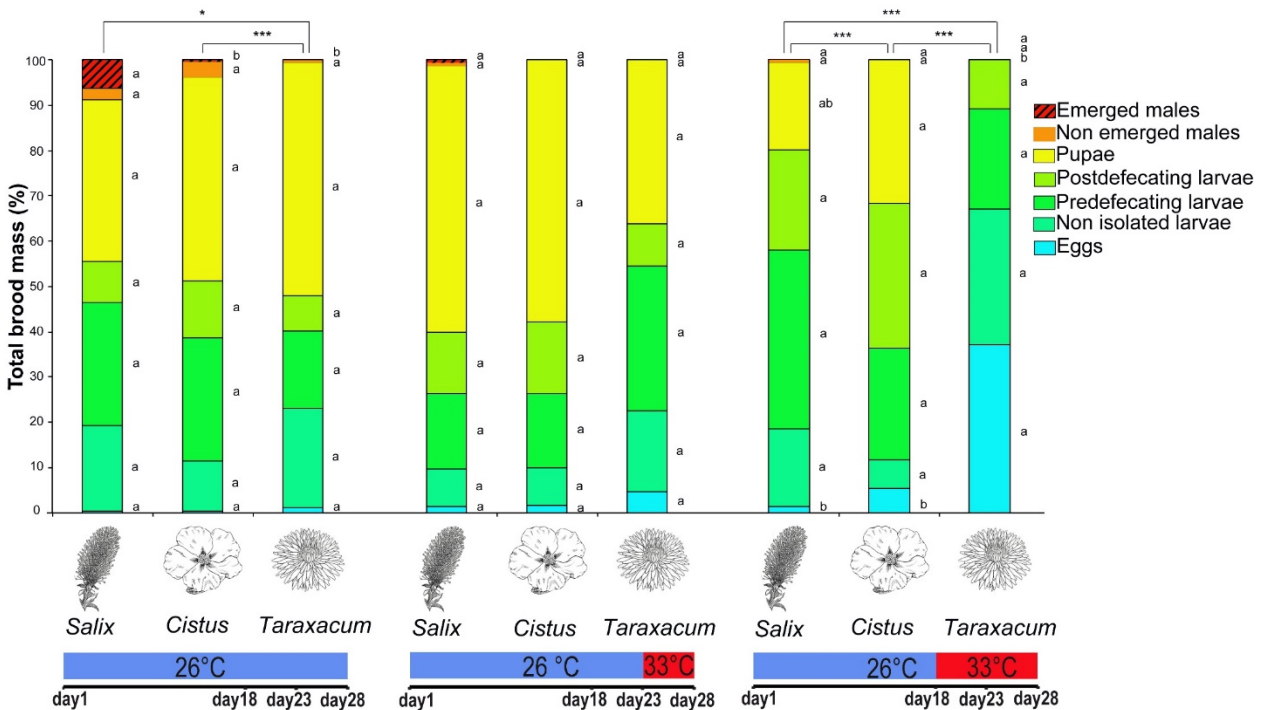 * *** *** *** ***
b b a a a a a a a b
Total brood mass (%)
100
90
80
70
60
50
40
30
20
10
0
a a a a a a
a a a a a a
a a a a a a
a a a a a a
a a a a a a
a a a a a a
ab a a a b
a a a a a b
a a a a
Emerged males
Non emerged males
Pupae
Postdefecating larvae
Predefecating larvae
Non isolated larvae
Eggs
Salix Cistus Taraxacum Salix Cistus Taraxacum Salix Cistus Taraxacum
26°C 26 °C 33°C 26°C 33°C
day1 day18 day23 day28 day1 day18 day23 day28 day1 day18 day23 day28